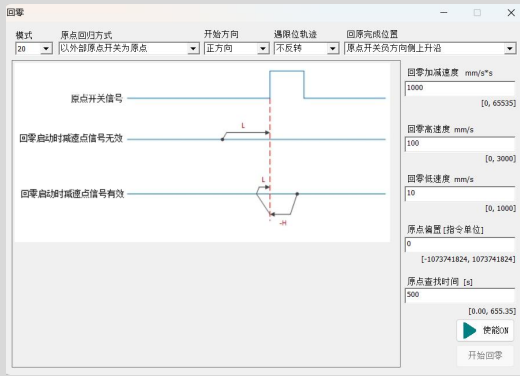 回零
模式 原点回归方式 开始方向 遇限位轨迹 回原完成位置
20 以外部原点开关为原点 正方向 不反转 原点开关负方向侧上升沿
原点开关信号
L
回零启动时减速点信号无效
L
回零启动时减速点信号有效
-H
回零加减速度 mm/s*s
1000
[0, 65535]
回零高速度 mm/s
100
[0, 3000]
回零低速度 mm/s
10
[0, 1000]
原点偏置[指令单位]
0
[-1073741824, 1073741824]
原点查找时间 [s]
500
[0.00, 655.35]
使能ON
开始回零